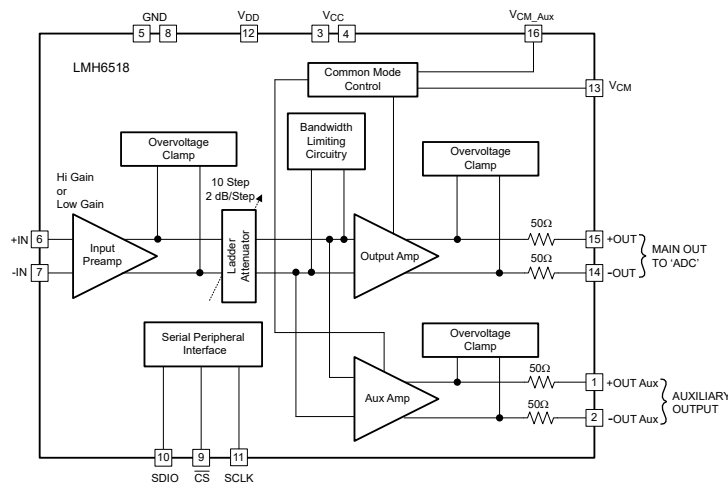 GND
VDD
VCC
VCM_Aux
5
8
12
3
4
16
LMH6518
Common Mode
Control
13
VCM
Overvoltage
Clamp
Bandwidth
Limiting
Circuitry
Overvoltage
Clamp
Hi Gain
or
Low Gain
10 Step
2 dB/Step
+IN
6
Input
Preamp
-IN
7
Ladder
Attenuator
Output Amp
50Ω
15
+OUT
50Ω
14
-OUT
MAIN OUT
TO ‘ADC’
Serial Peripheral
Interface
Overvoltage
Clamp
Aux Amp
50Ω
1
+OUT Aux
50Ω
2
-OUT Aux
AUXILIARY
OUTPUT
10
9
11
SDIO
CS
SCLK